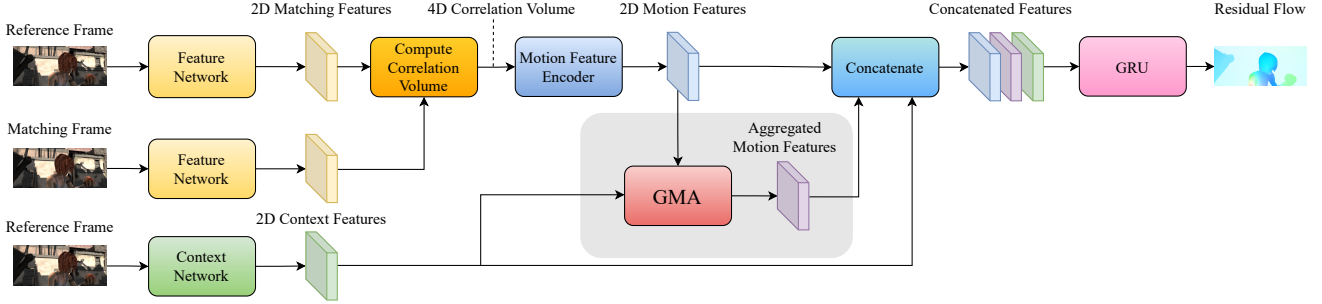 2D Matching Features
4D Correlation Volume
2D Motion Features
Concatenated Features
Residual Flow
Reference Frame
Feature
Network
Compute
Correlation
Volume
Motion Feature
Encoder
Concatenate
GRU
Matching Frame
Feature
Network
Aggregated
Motion Features
GMA
Reference Frame
2D Context Features
Context
Network